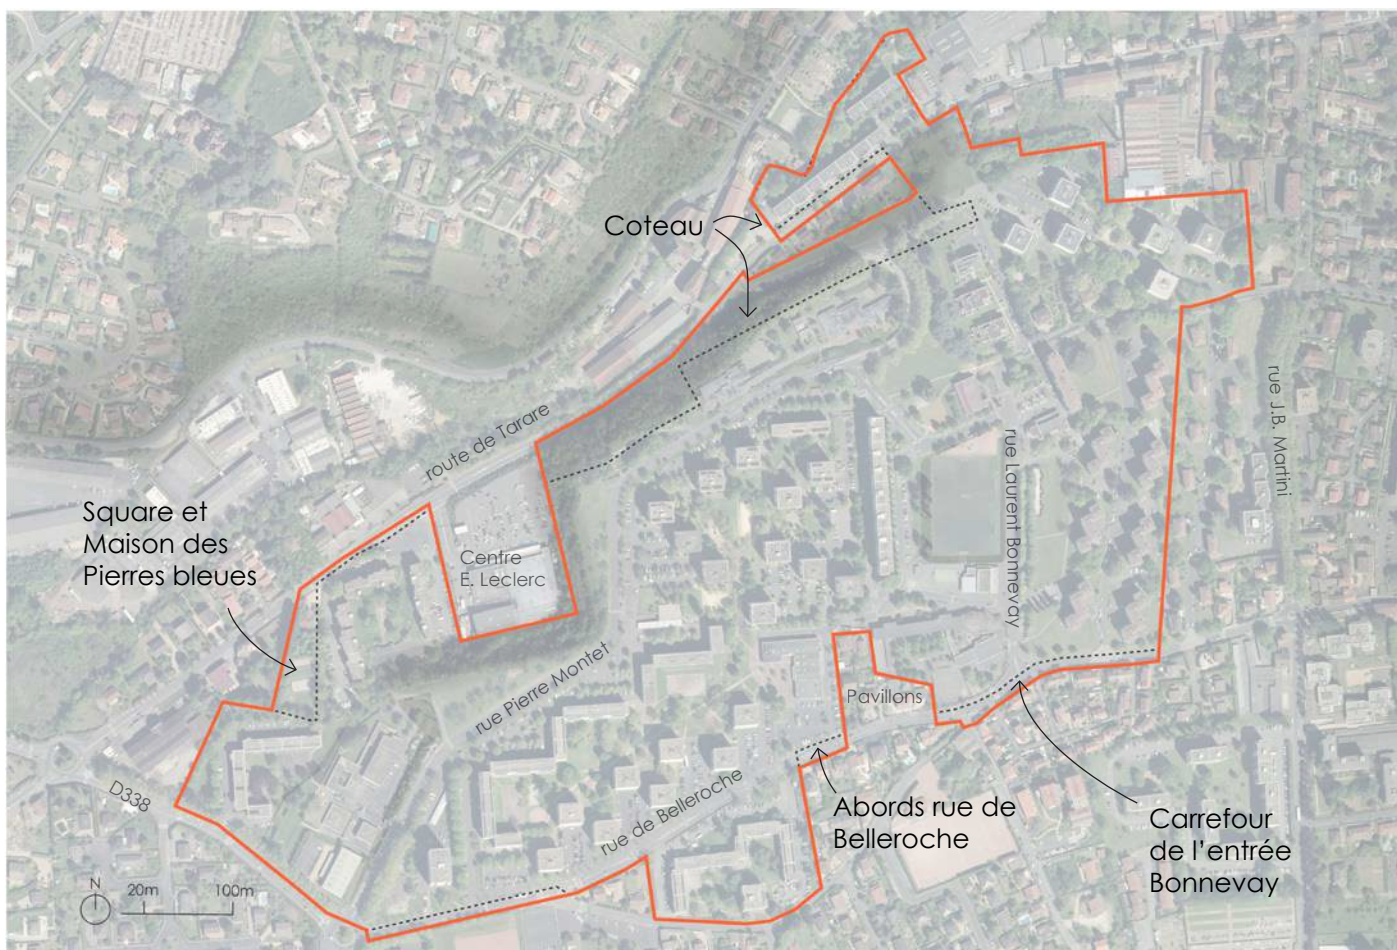 Coteau
route de Tarare
rue J.B. Martini
rue Laurent Bonnevay
Square et
Maison des
Pierres bleues
Centre
E. Leclerc
rue Pierre Montet
Pavillons
rue de Belleroche
D338
Abords rue de
Belleroche
Carrefour
de l’entrée
Bonnevay
N
20m
100m